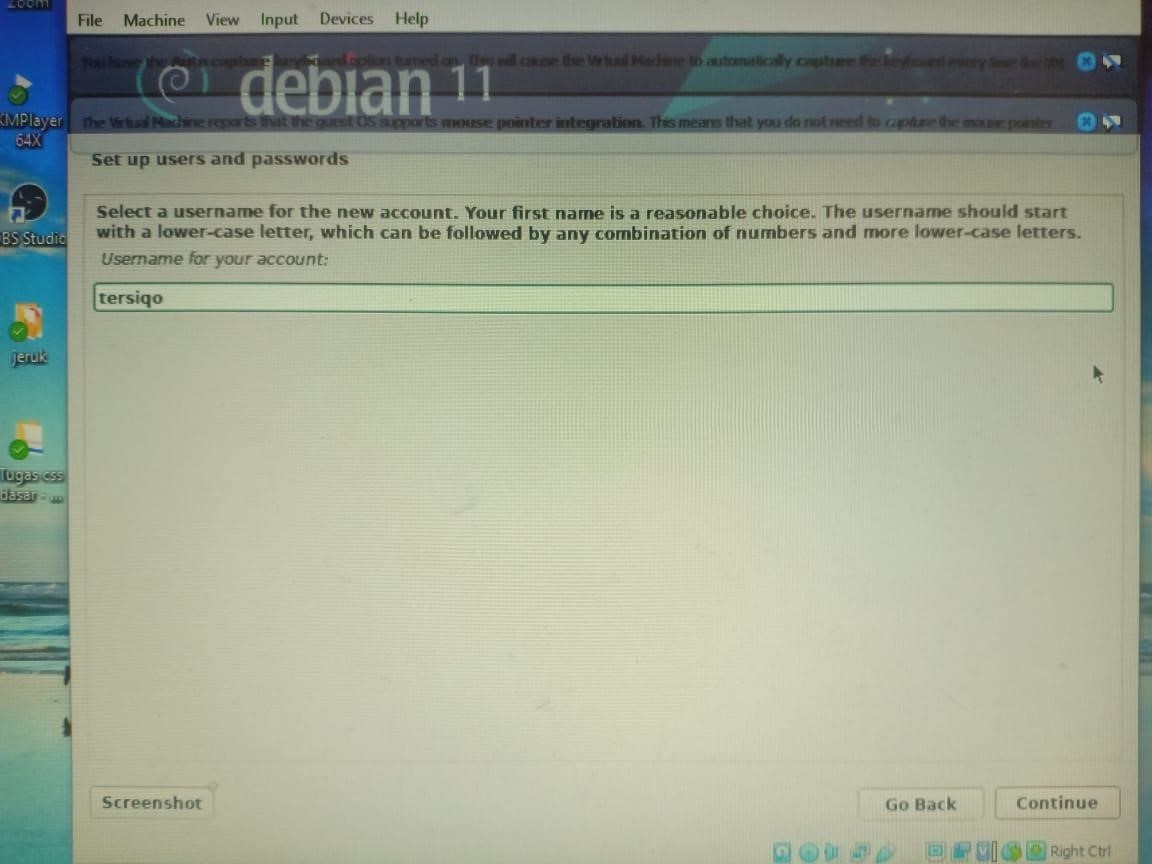 Zoom
File Machine View Input Devices Help
You have the Auto capture keyboard option turned on. This will cause the Virtual Machine to automatically capture the keyboard every time the VM
debian 11
KMPlayer
64X
The Virtual Machine reports that the guest OS supports mouse pointer integration. This means that you do not need to capture the mouse pointer
Set up users and passwords
Select a username for the new account. Your first name is a reasonable choice. The username should start
with a lower-case letter, which can be followed by any combination of numbers and more lower-case letters.
BS Studio
Username for your account:
tersiqo
jeruk
Tugas css
dasar - ...
Screenshot
Go Back
Continue
Right Ctrl